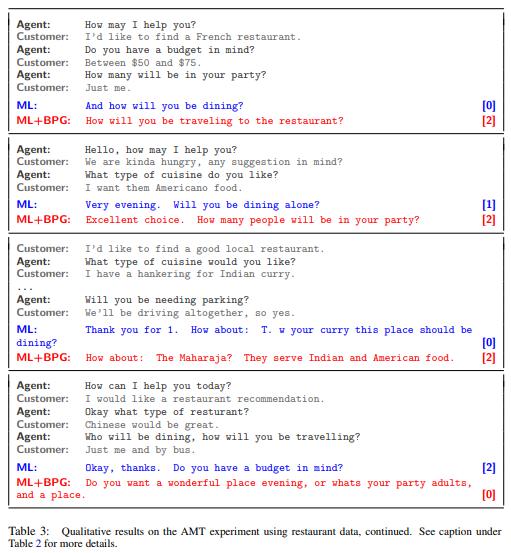 Agent: How may I help you?
Customer: I'd like to find a French restaurant.
Agent: Do you have a budget in mind?
Customer: Between $50 and $75.
Agent: How many will be in your party?
Customer: Just me.
ML: And how will you be dining? [0]
ML+BPG: How will you be traveling to the restaurant? [2]
Agent: Hello, how may I help you?
Customer: We are kinda hungry, any suggestion in mind?
Agent: What type of cuisine do you like?
Customer: I want them Americano food.
ML: Very evening. Will you be dining alone? [1]
ML+BPG: Excellent choice. How many people will be in your party? [2]
Customer: I'd like to find a good local restaurant.
Agent: What type of cuisine would you like?
Customer: I have a hankering for Indian curry.
...
Agent: Will you be needing parking?
Customer: We'll be driving altogether, so yes.
ML: Thank you for 1. How about: T. w your curry this place should be
dining? [0]
ML+BPG: How about: The Maharaja? They serve Indian and American food. [2]
Agent: How can I help you today?
Customer: I would like a restaurant recommendation.
Agent: Okay what type of resturant?
Customer: Chinese would be great.
Agent: Who will be dining, how will you be travelling?
Customer: Just me and by bus.
ML: Okay, thanks. Do you have a budget in mind? [2]
ML+BPG: Do you want a wonderful place evening, or whats your party adults,
and a place. [0]
Table 3: Qualitative results on the AMT experiment using restaurant data, continued. See caption under
Table 2 for more details.